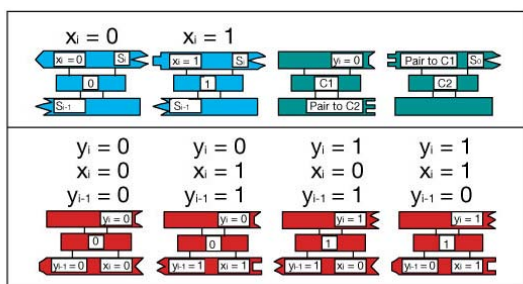 xᵢ = 0 xᵢ = 1
xᵢ = 0 Sᵢ xᵢ = 1 Sᵢ yᵢ = 0 Pair to C1 S₀
0 1 C1 C2
Sᵢ₋₁ Sᵢ₋₁ Pair to C2
yᵢ = 0 yᵢ = 0 yᵢ = 1 yᵢ = 1
xᵢ = 0 xᵢ = 1 xᵢ = 0 xᵢ = 1
yᵢ₋₁ = 0 yᵢ₋₁ = 1 yᵢ₋₁ = 1 yᵢ₋₁ = 0
yᵢ = 0 yᵢ = 0 yᵢ = 1 yᵢ = 1
0 0 1 1
yᵢ₋₁ = 0 xᵢ = 0 yᵢ₋₁ = 1 xᵢ = 1 yᵢ₋₁ = 1 xᵢ = 0 yᵢ₋₁ = 0 xᵢ = 1